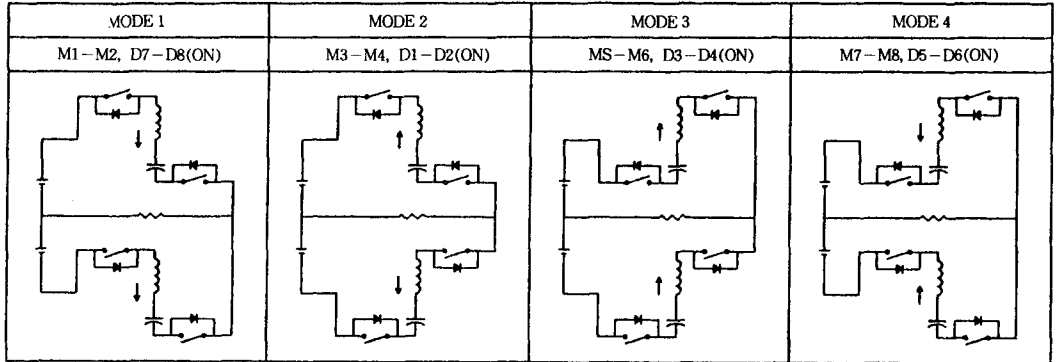 MODE 1
MODE 2
MODE 3
MODE 4
M1-M2, D7-D8(ON)
M3-M4, D1-D2(ON)
MS-M6, D3-D4(ON)
M7-M8, D5-D6(ON)